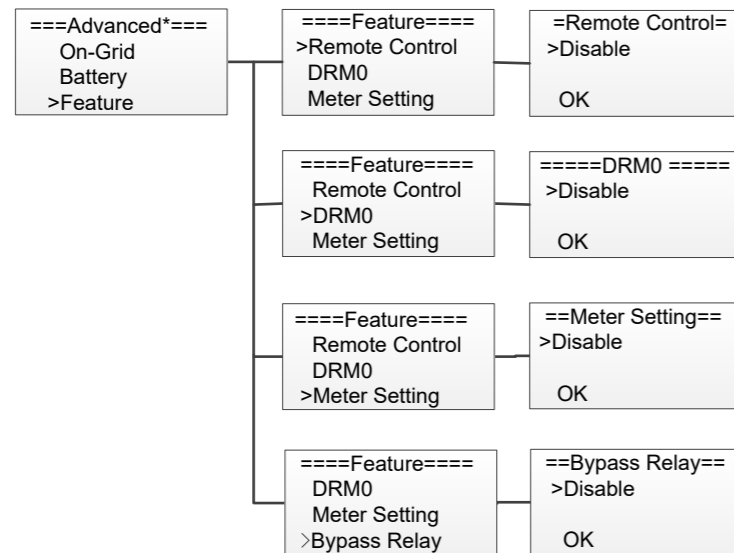 ===Advanced*===
On-Grid
Battery
>Feature
====Feature====
>Remote Control
DRM0
Meter Setting
=Remote Control=
>Disable
OK
====Feature====
Remote Control
>DRM0
Meter Setting
=====DRM0 =====
>Disable
OK
====Feature====
Remote Control
DRM0
>Meter Setting
==Meter Setting==
>Disable
OK
====Feature====
DRM0
Meter Setting
>Bypass Relay
==Bypass Relay==
>Disable
OK